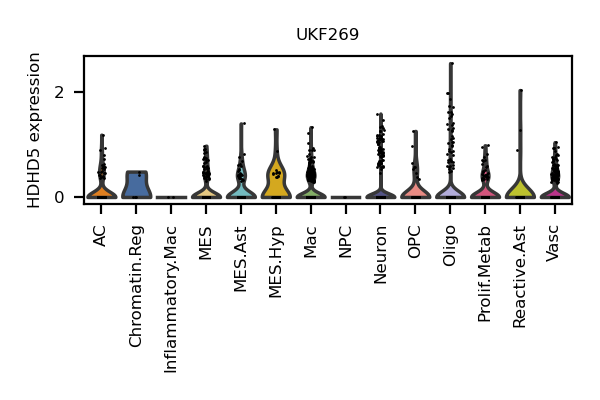 UKF269
HDHD5 expression
2
0
AC
Chromatin.Reg
Inflammatory.Mac
MES
MES.Ast
MES.Hyp
Mac
NPC
Neuron
OPC
Oligo
Prolif.Metab
Reactive.Ast
Vasc